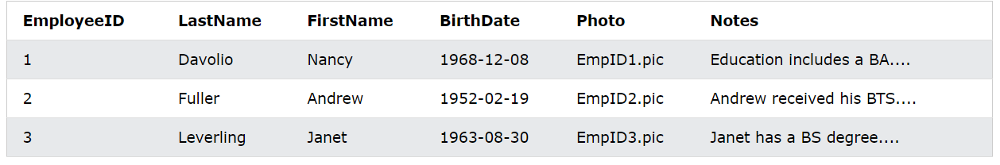 EmployeeID LastName FirstName BirthDate Photo Notes
1 Davolio Nancy 1968-12-08 EmpID1.pic Education includes a BA....
2 Fuller Andrew 1952-02-19 EmpID2.pic Andrew received his BTS....
3 Leverling Janet 1963-08-30 EmpID3.pic Janet has a BS degree....